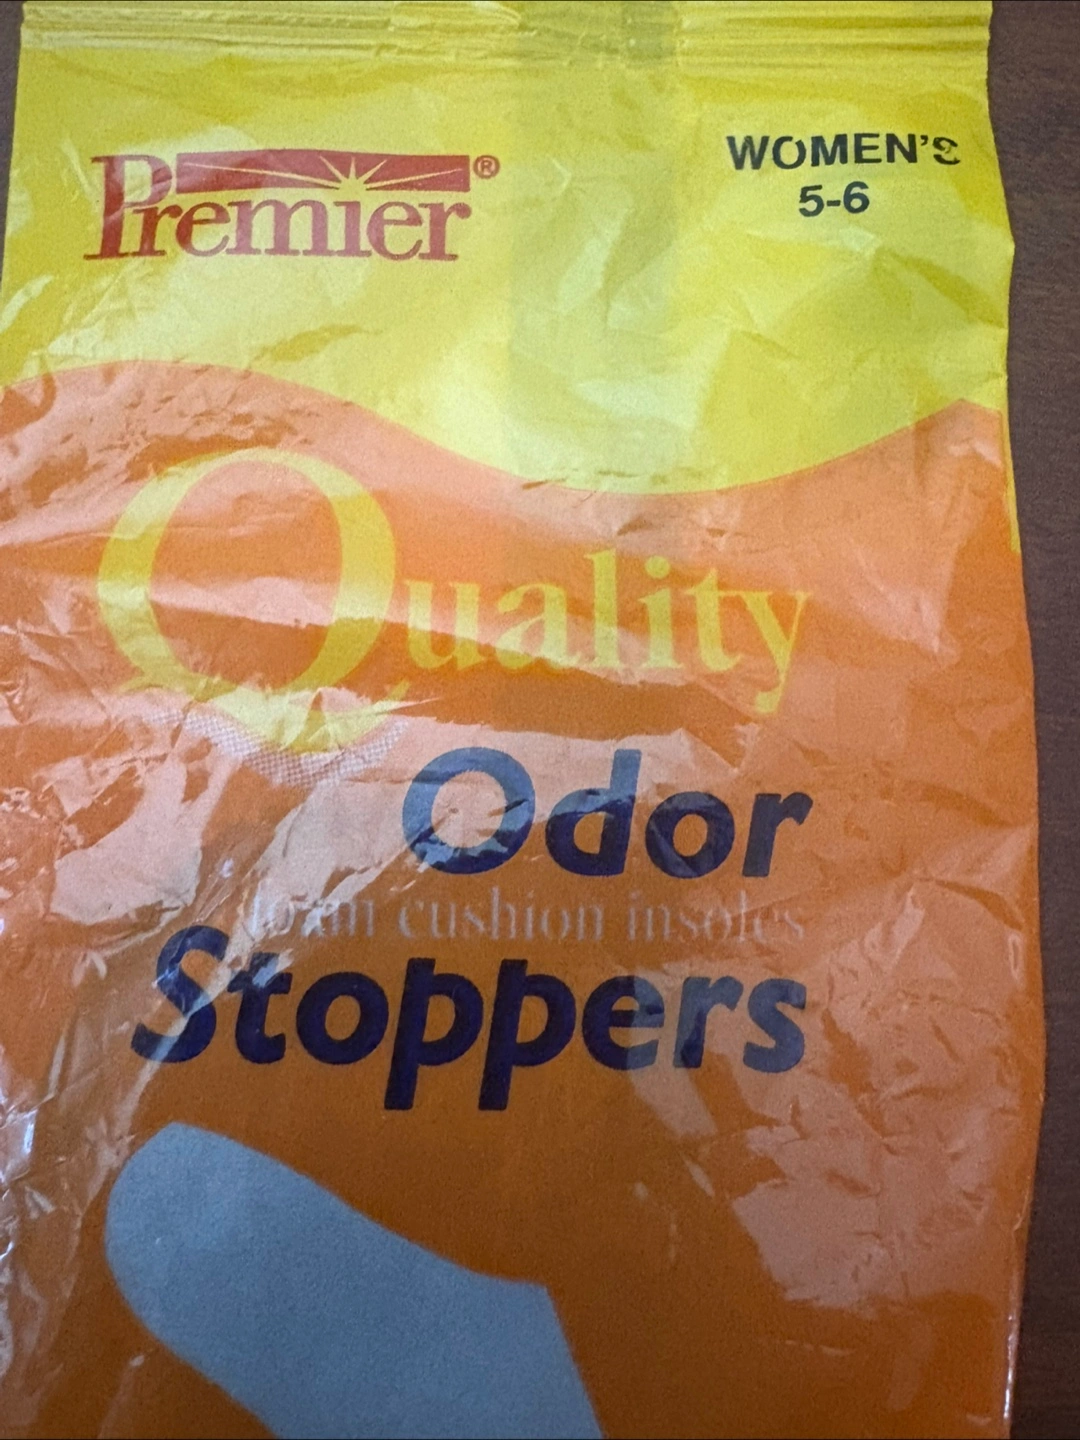 Premier®
WOMEN'S
5-6
Quality
Odor
foam cushion insoles
Stoppers